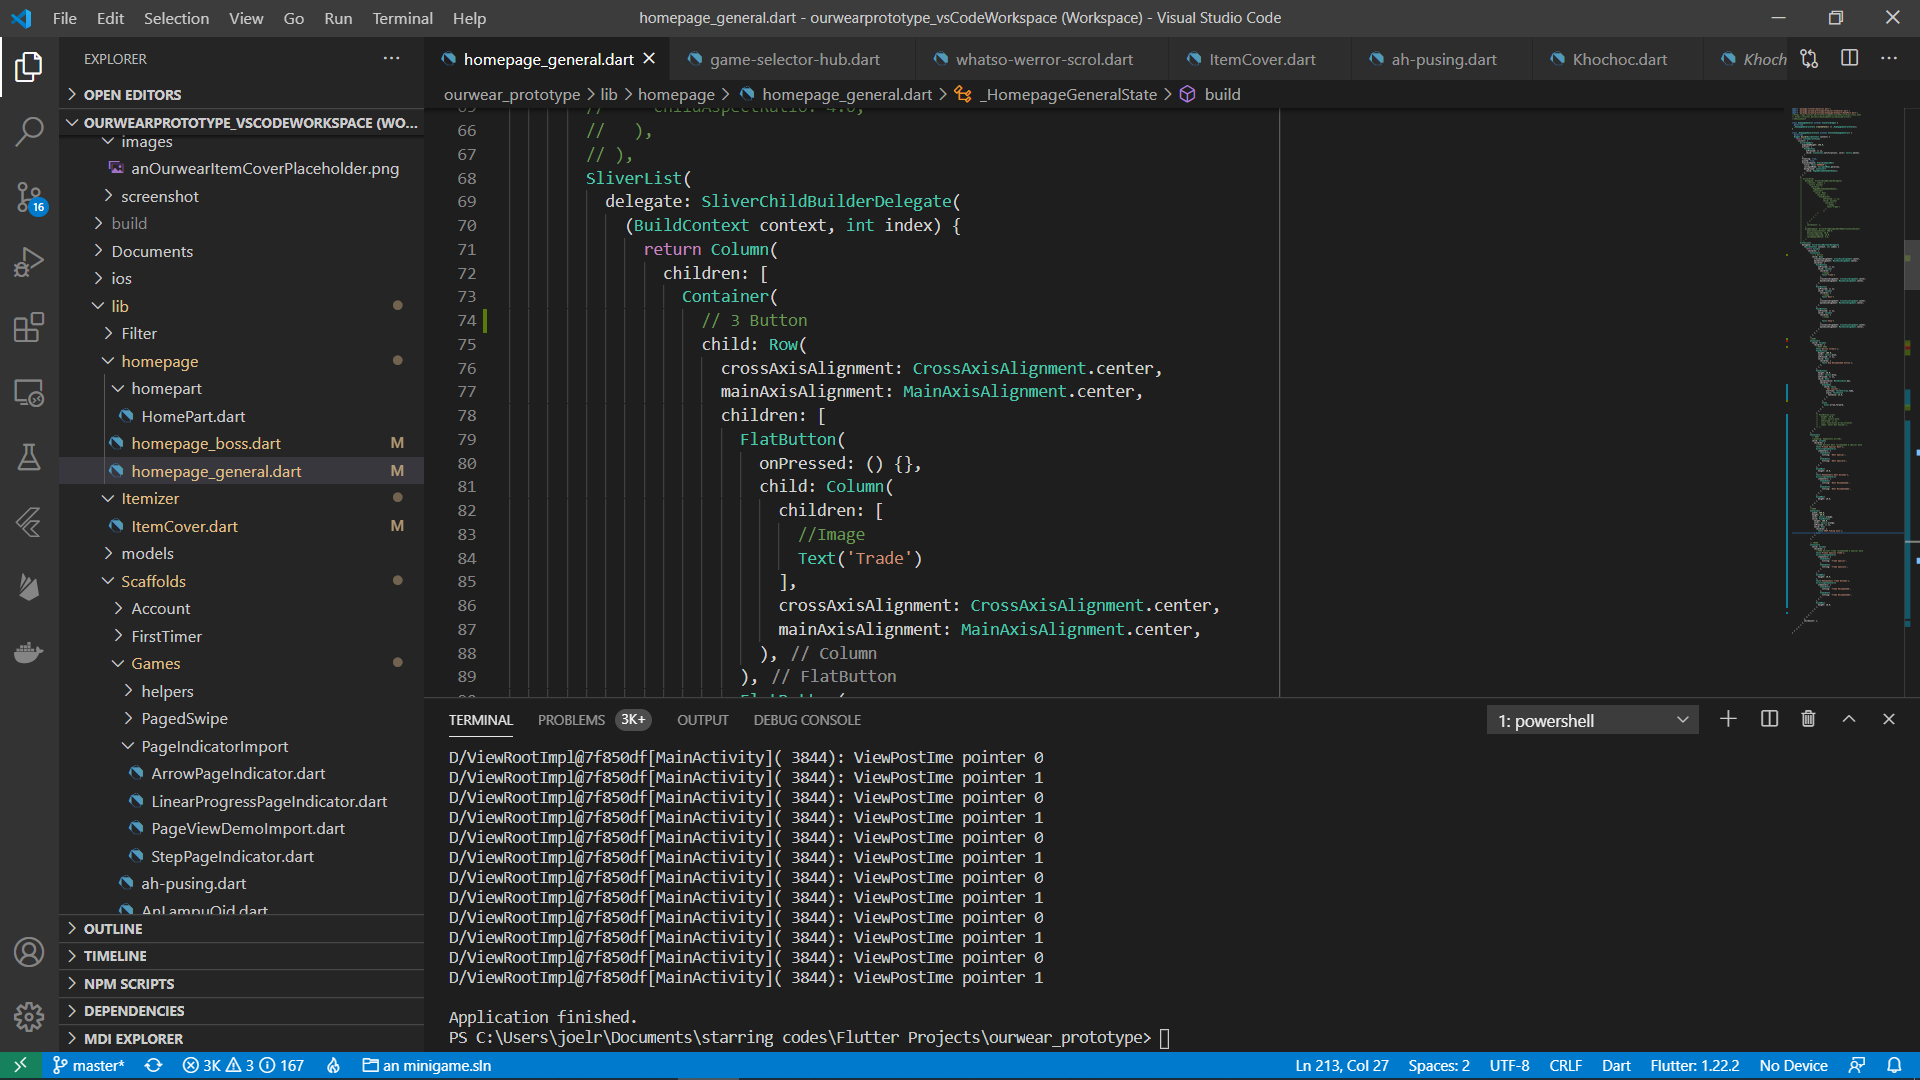 File Edit Selection View Go Run Terminal Help
homepage_general.dart - ourwearprototype_vsCodeWorkspace (Workspace) - Visual Studio Code
EXPLORER
homepage_general.dart
game-selector-hub.dart
whatso-werror-scrol.dart
ItemCover.dart
ah-pusing.dart
Khochoc.dart
Khoch
OPEN EDITORS
OURWEARPROTOTYPE_VSCODEWORKSPACE (WO...
images
anOurwearItemCoverPlaceholder.png
screenshot
build
Documents
ios
lib
Filter
homepage
homepart
HomePart.dart
homepage_boss.dart M
homepage_general.dart M
Itemizer
ItemCover.dart M
models
Scaffolds
Account
FirstTimer
Games
helpers
PagedSwipe
PageIndicatorImport
ArrowPageIndicator.dart
LinearProgressPageIndicator.dart
PageViewDemoImport.dart
StepPageIndicator.dart
ah-pusing.dart
AnLampuOid.dart
OUTLINE
TIMELINE
NPM SCRIPTS
DEPENDENCIES
MDI EXPLORER
16
ourwear_prototype > lib > homepage > homepage_general.dart > _HomepageGeneralState > build
65 // childAspectRatio: 4.0,
66 // ),
67 // ),
68 SliverList(
69 delegate: SliverChildBuilderDelegate(
70 (BuildContext context, int index) {
71 return Column(
72 children: [
73 Container(
74 // 3 Button
75 child: Row(
76 crossAxisAlignment: CrossAxisAlignment.center,
77 mainAxisAlignment: MainAxisAlignment.center,
78 children: [
79 FlatButton(
80 onPressed: () {},
81 child: Column(
82 children: [
83 //Image
84 Text('Trade')
85 ],
86 crossAxisAlignment: CrossAxisAlignment.center,
87 mainAxisAlignment: MainAxisAlignment.center,
88 ), // Column
89 ), // FlatButton
TERMINAL PROBLEMS 3K+ OUTPUT DEBUG CONSOLE
1: powershell
D/ViewRootImpl@7f850df[MainActivity]( 3844): ViewPostIme pointer 0
D/ViewRootImpl@7f850df[MainActivity]( 3844): ViewPostIme pointer 1
D/ViewRootImpl@7f850df[MainActivity]( 3844): ViewPostIme pointer 0
D/ViewRootImpl@7f850df[MainActivity]( 3844): ViewPostIme pointer 1
D/ViewRootImpl@7f850df[MainActivity]( 3844): ViewPostIme pointer 0
D/ViewRootImpl@7f850df[MainActivity]( 3844): ViewPostIme pointer 1
D/ViewRootImpl@7f850df[MainActivity]( 3844): ViewPostIme pointer 0
D/ViewRootImpl@7f850df[MainActivity]( 3844): ViewPostIme pointer 1
D/ViewRootImpl@7f850df[MainActivity]( 3844): ViewPostIme pointer 0
D/ViewRootImpl@7f850df[MainActivity]( 3844): ViewPostIme pointer 1
D/ViewRootImpl@7f850df[MainActivity]( 3844): ViewPostIme pointer 0
D/ViewRootImpl@7f850df[MainActivity]( 3844): ViewPostIme pointer 1
Application finished.
PS C:\Users\joelr\Documents\starring codes\Flutter Projects\ourwear_prototype>
master* 3K 3 167 an minigame.sln
Ln 213, Col 27 Spaces: 2 UTF-8 CRLF Dart Flutter: 1.22.2 No Device